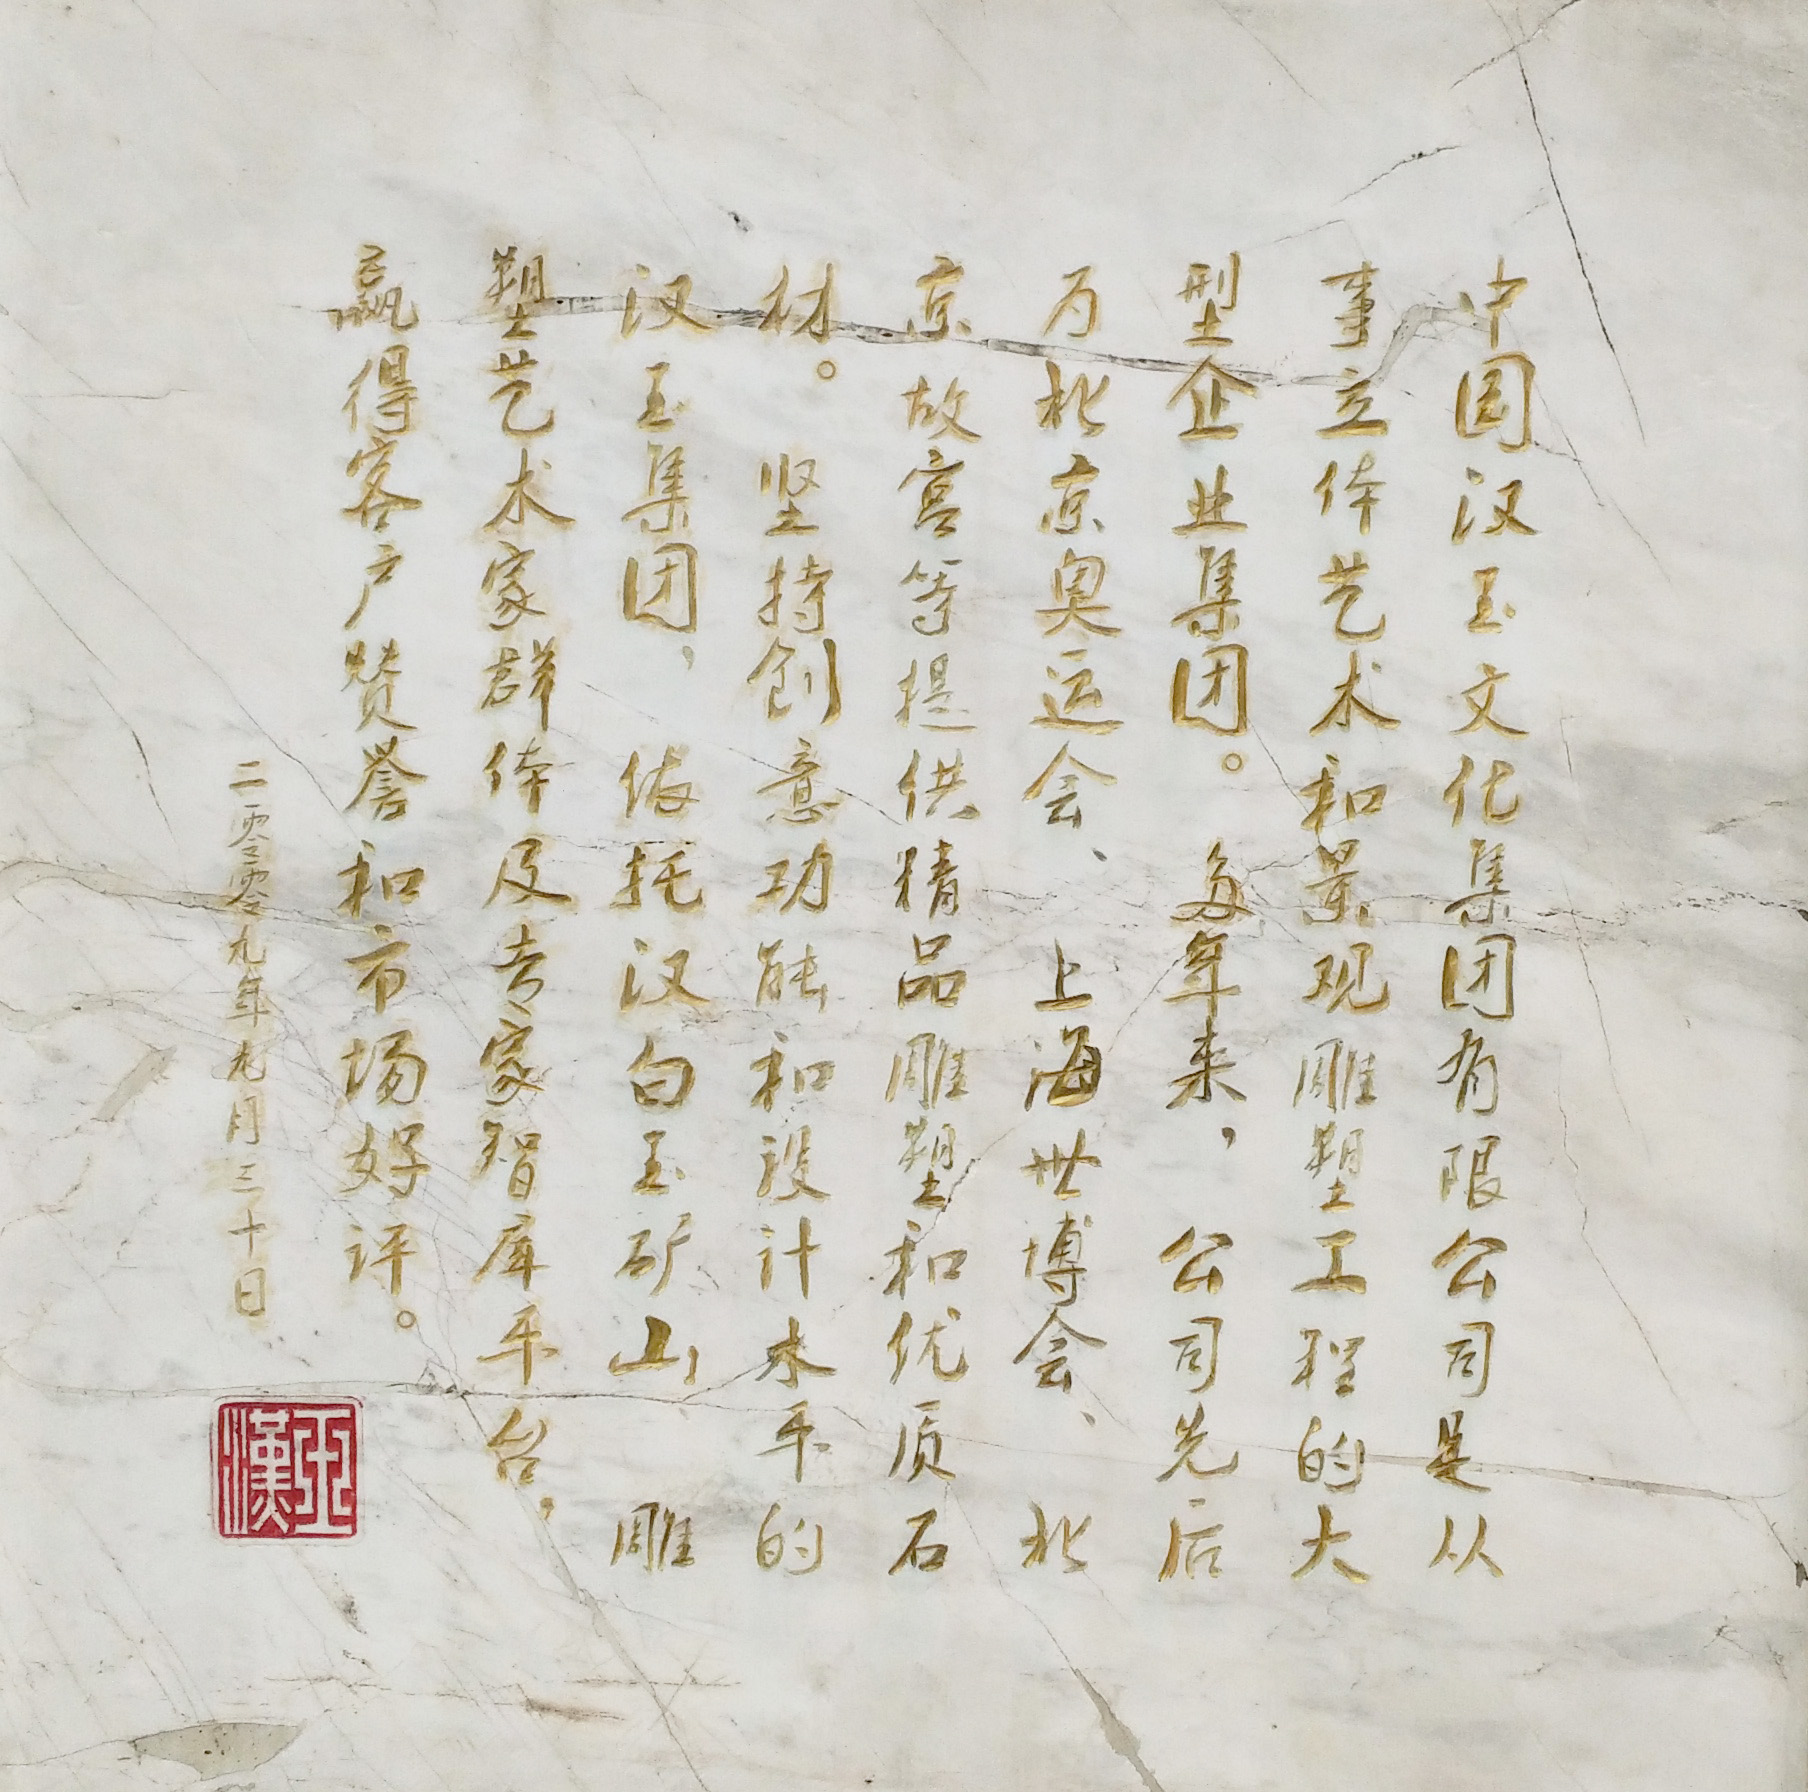 中国汉玉文化集团有限公司是从
事立体艺术和景观雕塑工程的大
型企业集团。多年来，公司先后
为北京奥运会、上海世博会、北
京故宫等提供精品雕塑和优质石
材。坚持创意功能和设计水平的
汉玉集团，依托汉白玉矿山雕
塑艺术家群体及专家智库平台，
赢得客户赞誉和市场好评。
二零零九年九月三十日
漢玉